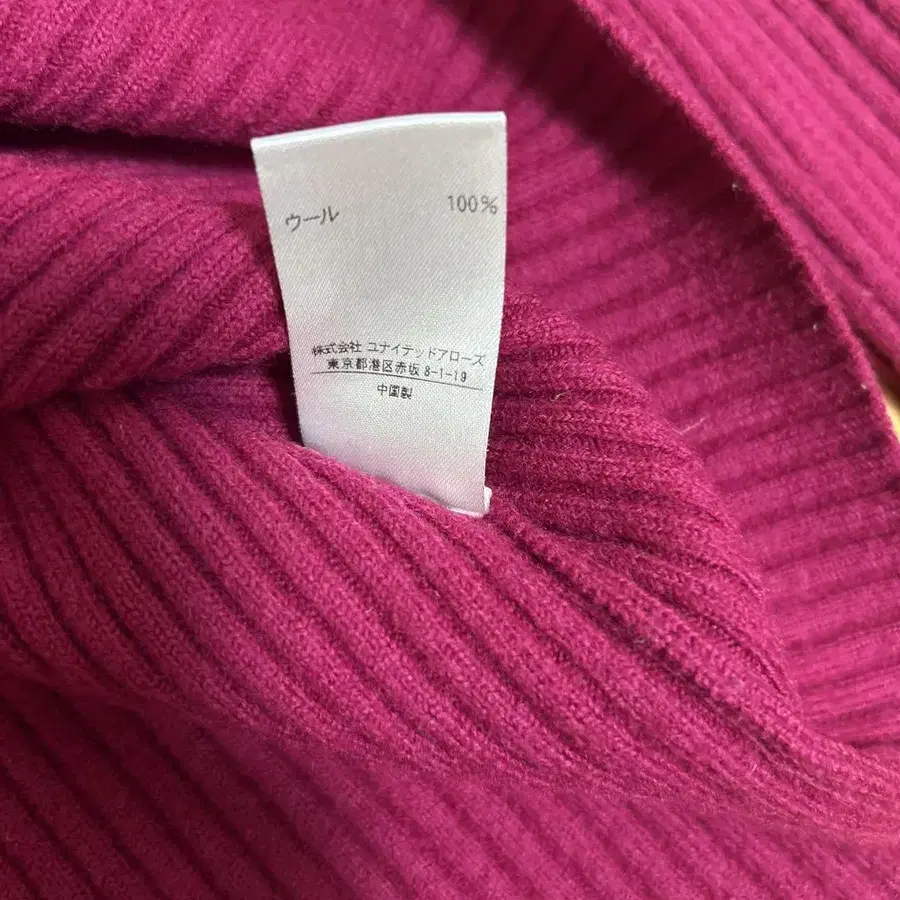 ウール 100%
株式会社 ユナイテッドアローズ
東京都港区赤坂 8-1-19
中国製